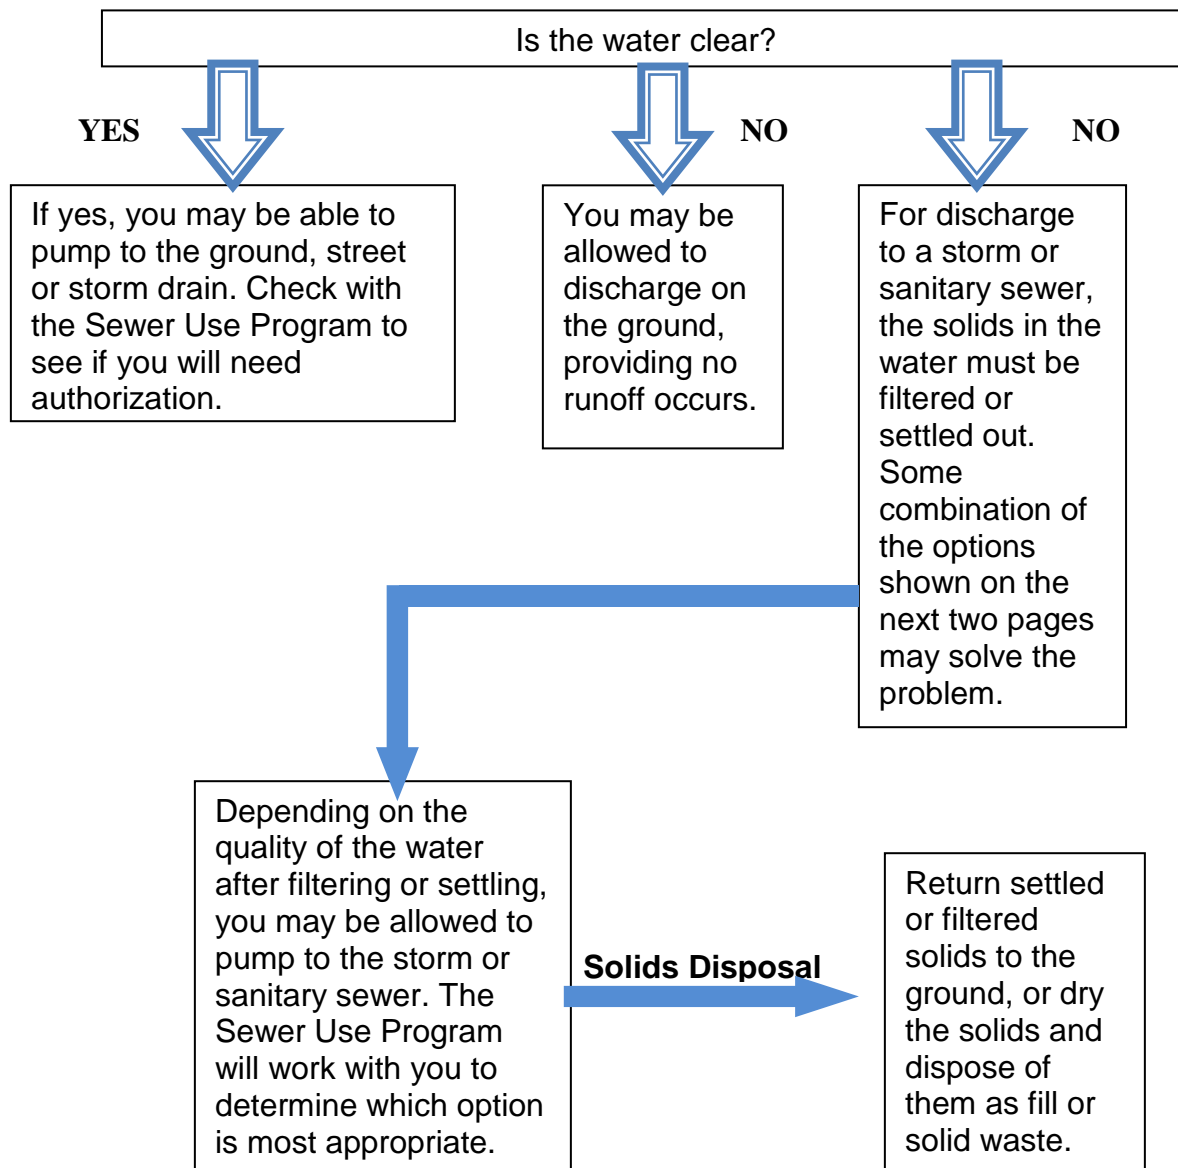 Is the water clear?
YES
NO
NO
If yes, you may be able to
pump to the ground, street
or storm drain. Check with
the Sewer Use Program to
see if you will need
authorization.
You may be
allowed to
discharge on
the ground,
providing no
runoff occurs.
For discharge
to a storm or
sanitary sewer,
the solids in the
water must be
filtered or
settled out.
Some
combination of
the options
shown on the
next two pages
may solve the
problem.
Depending on the
quality of the water
after filtering or settling,
you may be allowed to
pump to the storm or
sanitary sewer. The
Sewer Use Program
will work with you to
determine which option
is most appropriate.
Solids Disposal
Return settled
or filtered
solids to the
ground, or dry
the solids and
dispose of
them as fill or
solid waste.